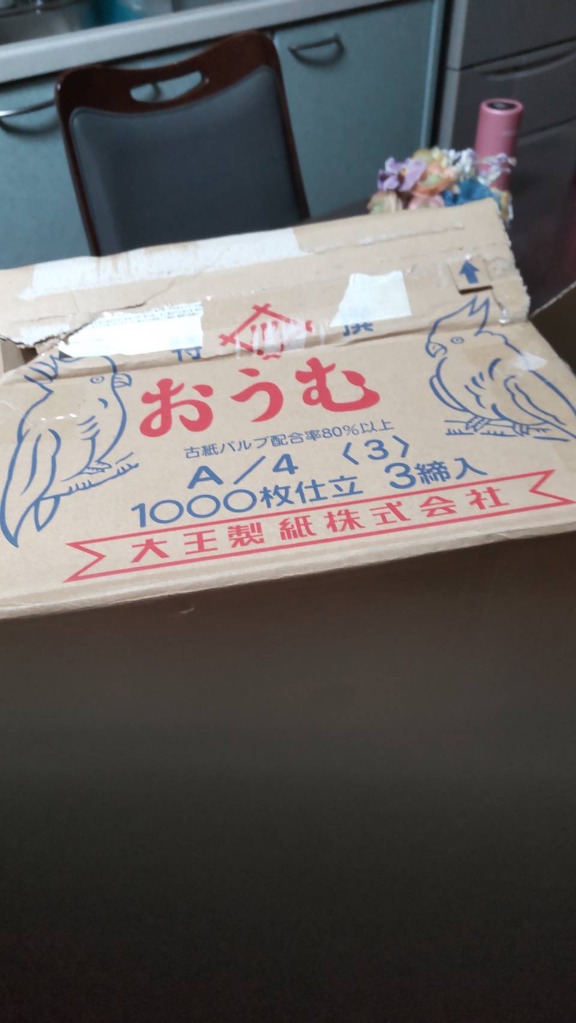 おうむ
古紙パルプ配合率80%以上
A/4 〈3〉
1000枚仕立 3締入
大王製紙株式会社